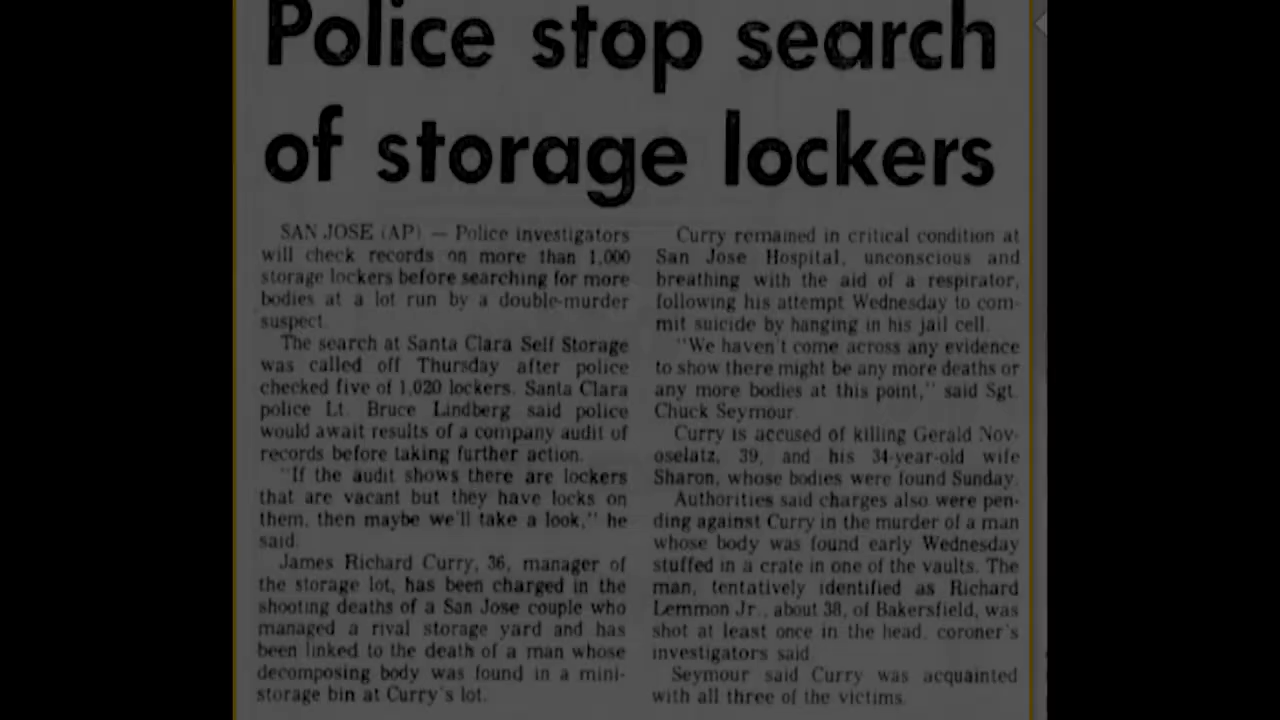 Police stop search
of storage lockers
SAN JOSE (AP) — Police investigators
will check records on more than 1,000
storage lockers before searching for more
bodies at a lot run by a double-murder
suspect.
The search at Santa Clara Self Storage
was called off Thursday after police
checked five of 1,020 lockers. Santa Clara
police Lt. Bruce Lindberg said police
would await results of a company audit of
records before taking further action.
"If the audit shows there are lockers
that are vacant but they have locks on
them, then maybe we'll take a look," he
said.
James Richard Curry, 36, manager of
the storage lot, has been charged in the
shooting deaths of a San Jose couple who
managed a rival storage yard and has
been linked to the death of a man whose
decomposing body was found in a mini-
storage bin at Curry's lot.
Curry remained in critical condition at
San Jose Hospital, unconscious and
breathing with the aid of a respirator,
following his attempt Wednesday to com-
mit suicide by hanging in his jail cell.
"We haven't come across any evidence
to show there might be any more deaths or
any more bodies at this point," said Sgt.
Chuck Seymour.
Curry is accused of killing Gerald Nov-
oselatz, 39, and his 34-year-old wife
Sharon, whose bodies were found Sunday.
Authorities said charges also were pen-
ding against Curry in the murder of a man
whose body was found early Wednesday
stuffed in a crate in one of the vaults. The
man, tentatively identified as Richard
Lemmon Jr., about 38, of Bakersfield, was
shot at least once in the head, coroner's
investigators said.
Seymour said Curry was acquainted
with all three of the victims.